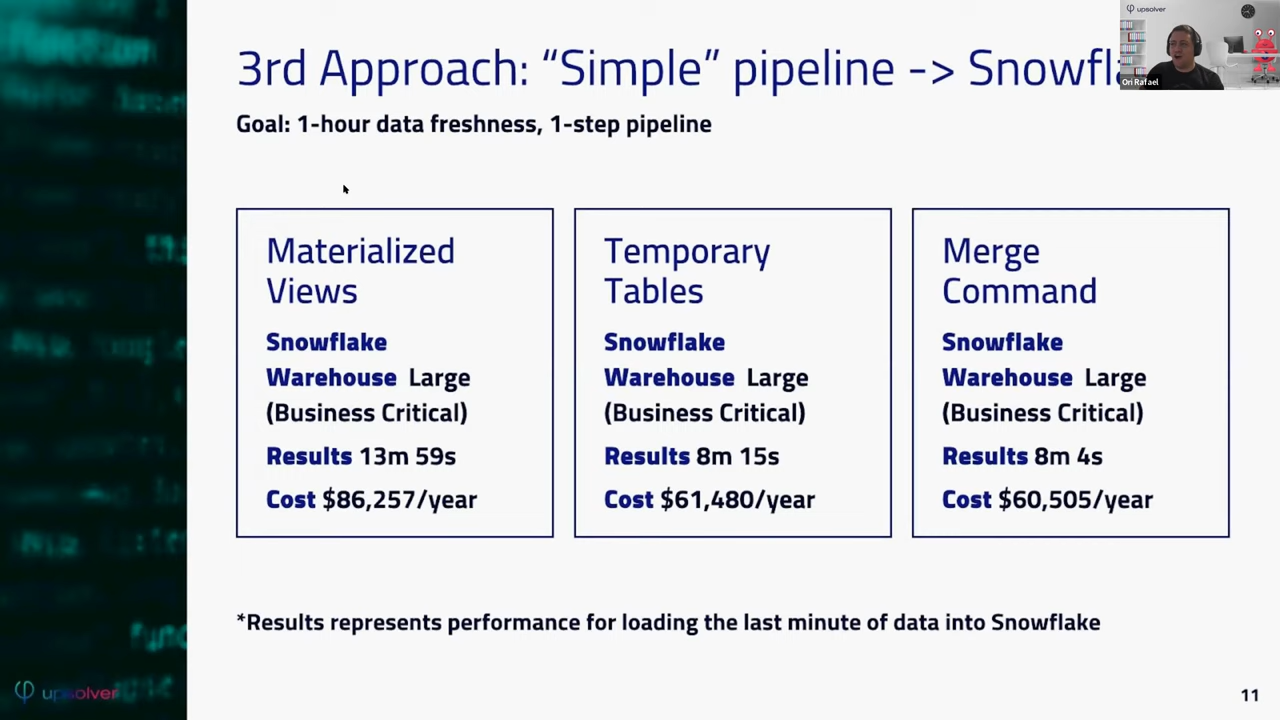 3rd Approach: “Simple” pipeline -> Snowfla
Goal: 1-hour data freshness, 1-step pipeline
upsolver
Ori Rafael
Materialized
Views
Snowflake
Warehouse Large
(Business Critical)
Results 13m 59s
Cost $86,257/year
Temporary
Tables
Snowflake
Warehouse Large
(Business Critical)
Results 8m 15s
Cost $61,480/year
Merge
Command
Snowflake
Warehouse Large
(Business Critical)
Results 8m 4s
Cost $60,505/year
*Results represents performance for loading the last minute of data into Snowflake
upsolver
11